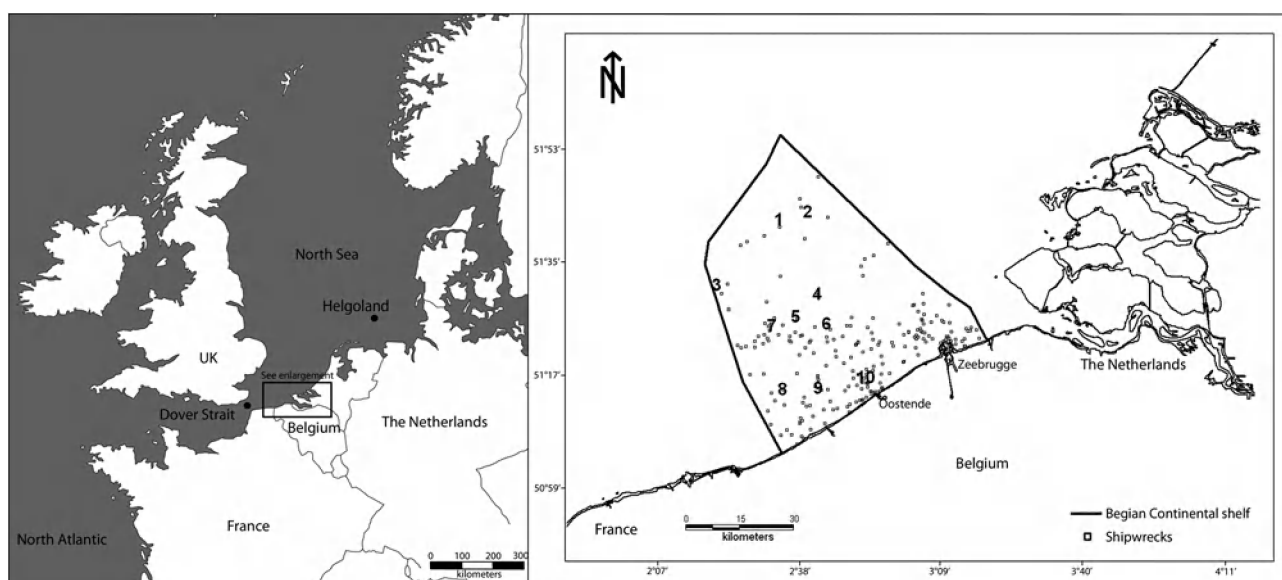 North Sea
Helgoland
UK
See enlargement
Dover Strait
The Netherlands
Belgium
France
North Atlantic
0 100 200 300
kilometers
N
51°53'
51°35'
51°17'
50°59'
1
2
3
4
5
6
7
8
9
10
Zeebrugge
The Netherlands
Oostende
Belgium
France
0 15 30
kilometers
Begian Continental shelf
Shipwrecks
2°07 2°38 3°09 3°40 4°11'